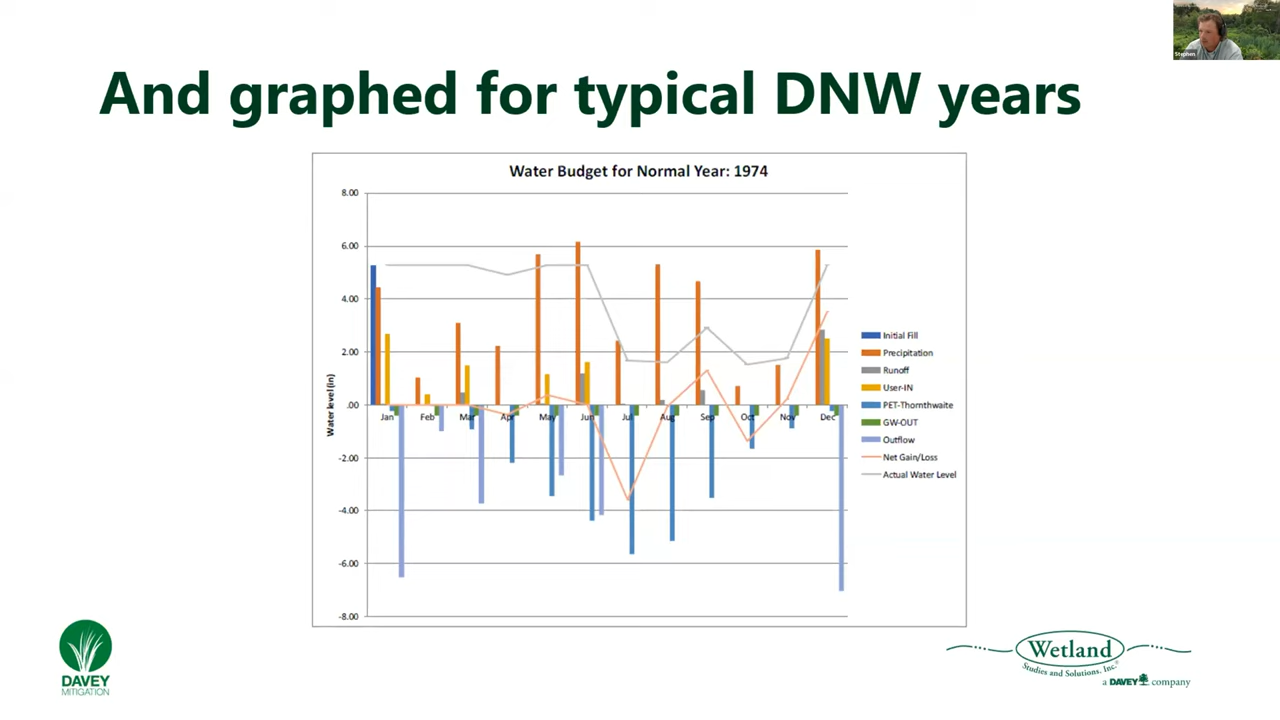 Stephen
And graphed for typical DNW years
Water Budget for Normal Year: 1974
8.00
6.00
4.00
2.00
.00
-2.00
-4.00
-6.00
-8.00
Water level (in)
Jan Feb Mar Apr May Jun Jul Aug Sep Oct Nov Dec
Initial Fill
Precipitation
Runoff
User-IN
PET-Thornthwaite
GW-OUT
Outflow
Net Gain/Loss
Actual Water Level
DAVEY
MITIGATION
Wetland
Studies and Solutions, Inc.®
a DAVEY company